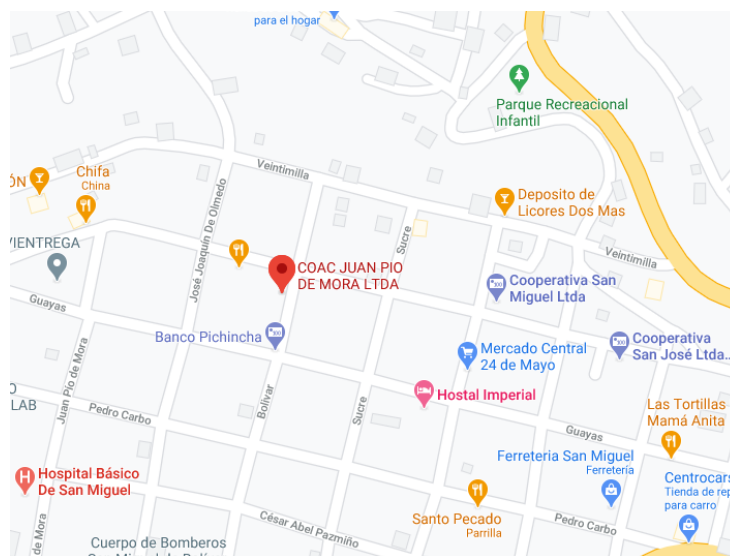 para el hogar
Parque Recreacional
Infantil
Veintimilla
Chifa
China
ÓN
Deposito de
Licores Dos Mas
José Joaquín De Olmedo
Sucre
VIENTREGA
COAC JUAN PIO
DE MORA LTDA
Veintimilla
Cooperativa San
Miguel Ltda
Guayas
Banco Pichincha
Cooperativa
San José Ltda...
Mercado Central
24 de Mayo
Juan Pío de Mora
O
LAB
Bolívar
Sucre
Hostal Imperial
Pedro Carbo
Las Tortillas
Mamá Anita
Guayas
Ferreteria San Miguel
Ferretería
Hospital Básico
De San Miguel
Centrocars
Tienda de rep
para carro
Santo Pecado
Parrilla
César Abel Pazmiño
Pedro Carbo
de Mora
Cuerpo de Bomberos